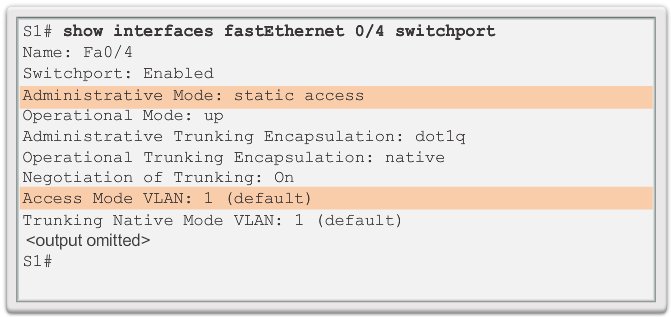 S1# show interfaces fastEthernet 0/4 switchport
Name: Fa0/4
Switchport: Enabled
Administrative Mode: static access
Operational Mode: up
Administrative Trunking Encapsulation: dot1q
Operational Trunking Encapsulation: native
Negotiation of Trunking: On
Access Mode VLAN: 1 (default)
Trunking Native Mode VLAN: 1 (default)
<output omitted>
S1#